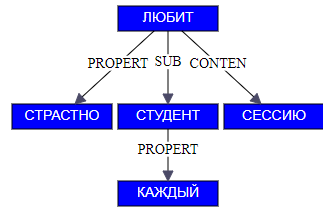 ЛЮБИТ
PROPERT SUB CONTEN
СТРАСТНО СТУДЕНТ СЕССИЮ
PROPERT
КАЖДЫЙ